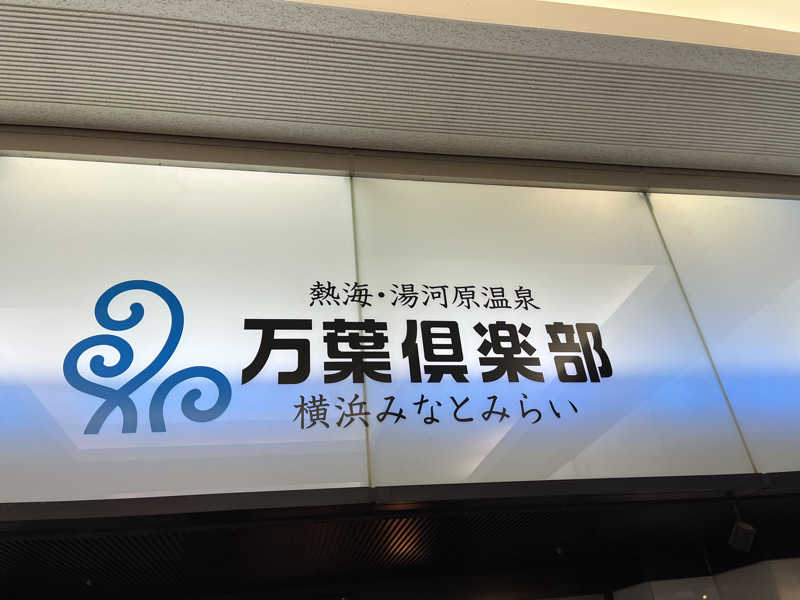 熱海・湯河原温泉
万葉倶楽部
横浜みなとみらい